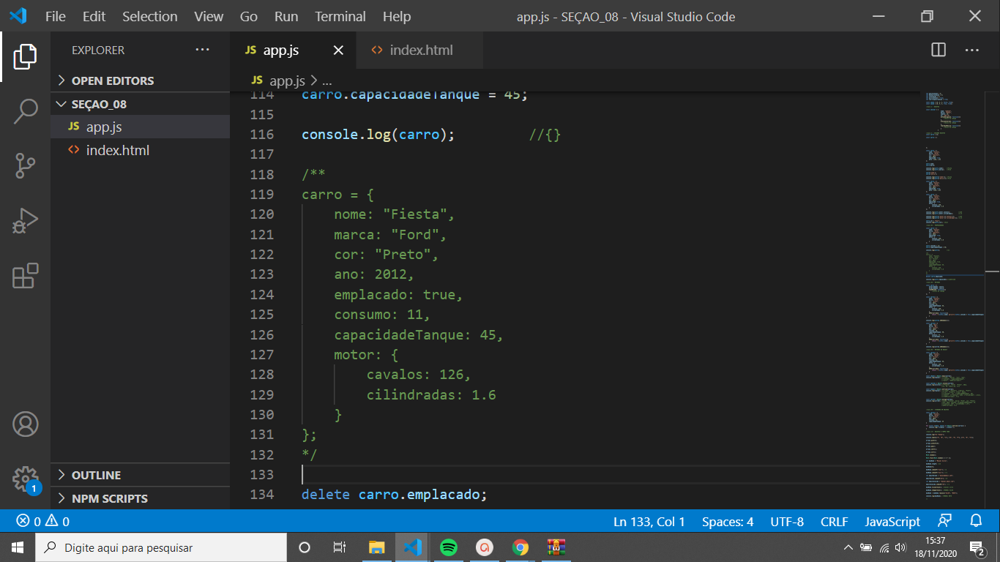 File Edit Selection View Go Run Terminal Help app.js - SEÇAO_08 - Visual Studio Code
EXPLORER
OPEN EDITORS
SEÇAO_08
JS app.js
index.html
OUTLINE
NPM SCRIPTS
1
JS app.js
index.html
JS app.js > ...
114 carro.capacidadeTanque = 45;
115
116 console.log(carro); //{}
117
118 /**
119 carro = {
120 nome: "Fiesta",
121 marca: "Ford",
122 cor: "Preto",
123 ano: 2012,
124 emplacado: true,
125 consumo: 11,
126 capacidadeTanque: 45,
127 motor: {
128 cavalos: 126,
129 cilindradas: 1.6
130 }
131 };
132 */
133
134 delete carro.emplacado;
0 0 Ln 133, Col 1 Spaces: 4 UTF-8 CRLF JavaScript
Digite aqui para pesquisar
15:37
18/11/2020
2